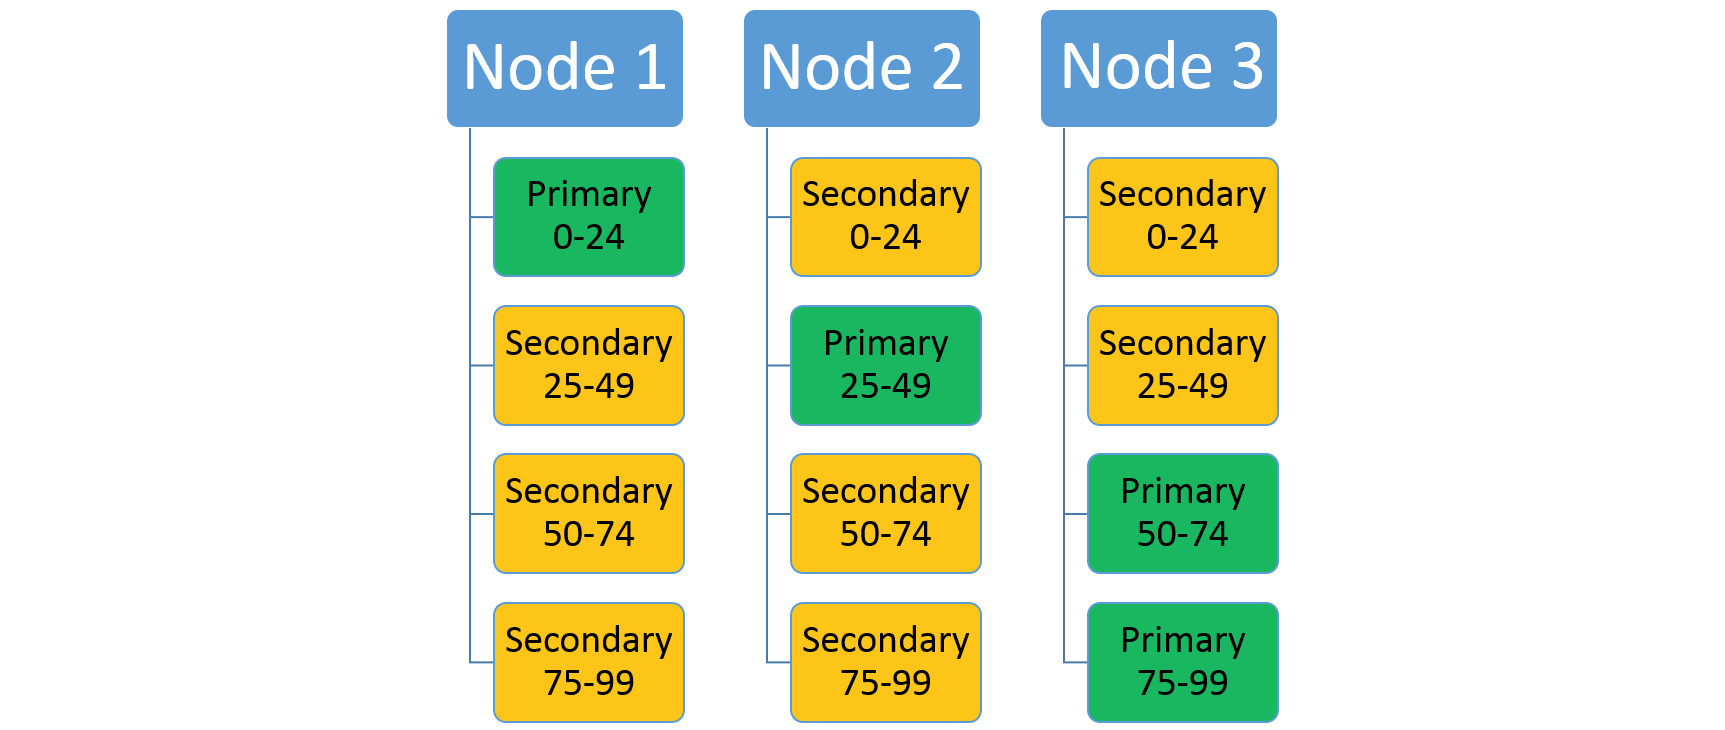 Node 1
Primary
0-24
Secondary
25-49
Secondary
50-74
Secondary
75-99
Node 2
Secondary
0-24
Primary
25-49
Secondary
50-74
Secondary
75-99
Node 3
Secondary
0-24
Secondary
25-49
Primary
50-74
Primary
75-99